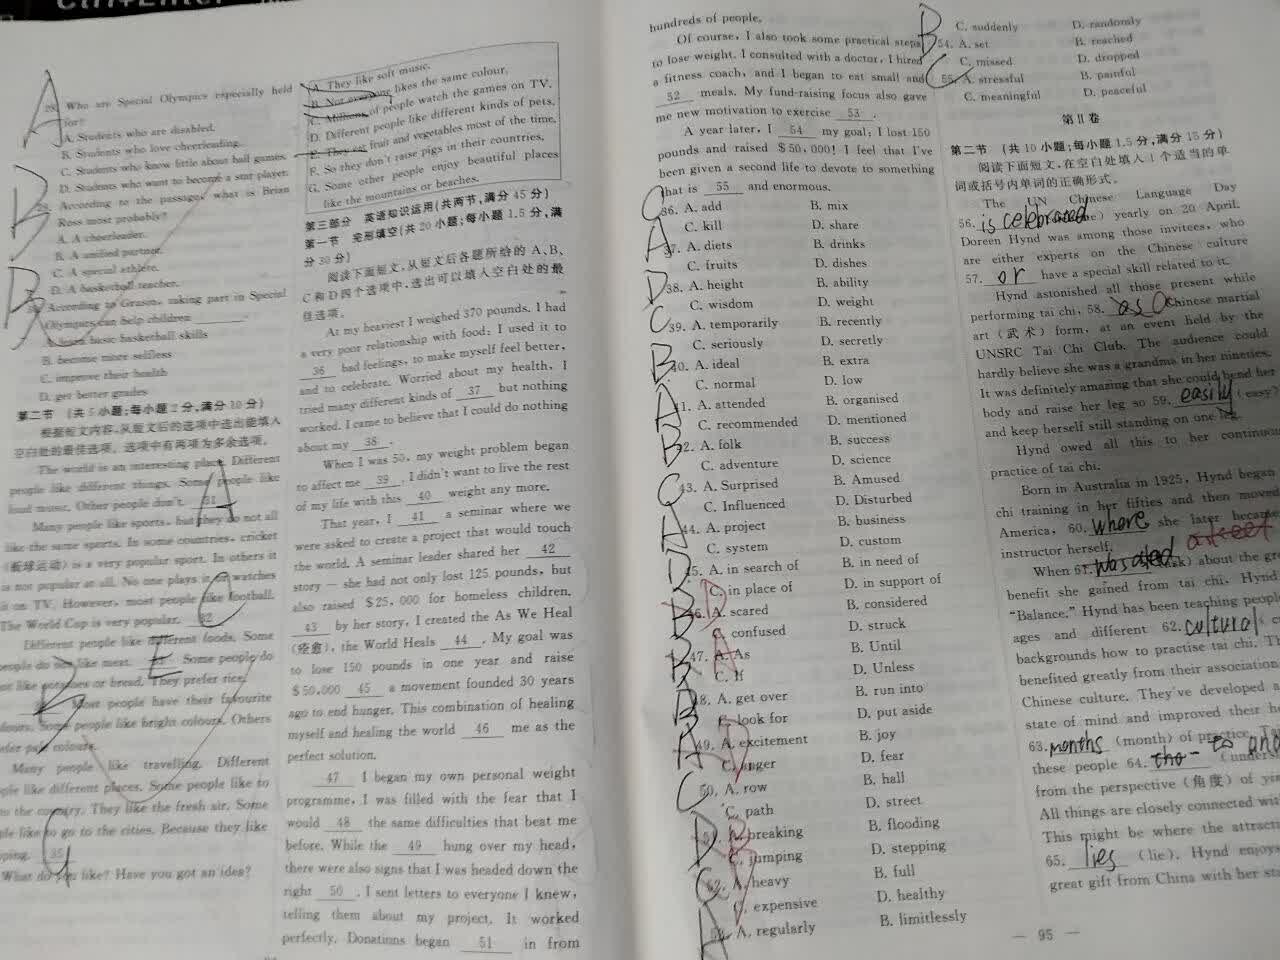 28. Who are Special Olympics especially held
for?
A. Students who are disabled.
B. Students who love cheerleading.
C. Students who know little about ball games.
D. Students who want to become a star player.
29. According to the passage, what is Brian
Ross most probably?
A. A cheerleader.
B. A unified partner.
C. A special athlete.
D. A basketball teacher.
According to Grason, taking part in Special
Olympics can help children
A. learn basic basketball skills
B. become more selfless
C. improve their health
D. get better grades
第二节 (共5小题;每小题2分,满分10分)
根据短文内容,从短文后的选项中选出能填入
空白处的最佳选项。选项中有两项为多余选项。
The world is an interesting place. Different
people like different things. Some people like
loud music. Other people don't. 31
Many people like sports, but they do not all
like the same sports. In some countries, cricket
(板球运动) is a very popular sport. In others it
is not popular at all. No one plays it or watches
it on TV. However, most people like football.
The World Cup is very popular. 32
Different people like different foods. Some
people do not like meat. Some people do
not like potatoes or bread. They prefer rice.
Most people have their favourite
colours. Some people like bright colours. Others
prefer pale colours.
Many people like travelling. Different
people like different places. Some people like to
go to the country. They like the fresh air. Some
people like to go to the cities. Because they like
35
What do you like? Have you got an idea?
A. They like soft music.
B. Not everyone likes the same colour.
C. Millions of people watch the games on TV.
D. Different people like different kinds of pets.
E. They eat fruit and vegetables most of the time.
F. So they don't raise pigs in their countries.
G. Some other people enjoy beautiful places
like the mountains or beaches.
第三部分 英语知识运用(共两节,满分45分)
第一节 完形填空(共20小题;每小题1.5分,满
分30分)
阅读下面短文,从短文后各题所给的A、B、
C和D四个选项中,选出可以填入空白处的最
佳选项。
At my heaviest I weighed 370 pounds. I had
a very poor relationship with food: I used it to
36 bad feelings, to make myself feel better,
and to celebrate. Worried about my health, I
tried many different kinds of 37 but nothing
worked. I came to believe that I could do nothing
about my 38 .
When I was 50, my weight problem began
to affect me 39 . I didn't want to live the rest
of my life with this 40 weight any more.
That year, I 41 a seminar where we
were asked to create a project that would touch
the world. A seminar leader shared her 42
story — she had not only lost 125 pounds, but
also raised $25,000 for homeless children.
43 by her story, I created the As We Heal
(痊愈), the World Heals 44 . My goal was
to lose 150 pounds in one year and raise
$50,000 45 a movement founded 30 years
ago to end hunger. This combination of healing
myself and healing the world 46 me as the
perfect solution.
47 I began my own personal weight
programme, I was filled with the fear that I
would 48 the same difficulties that beat me
before. While the 49 hung over my head,
there were also signs that I was headed down the
right 50 . I sent letters to everyone I knew,
telling them about my project. It worked
perfectly. Donations began 51 in from
hundreds of people.
Of course, I also took some practical steps
to lose weight. I consulted with a doctor, I hired
a fitness coach, and I began to eat small and
52 meals. My fund-raising focus also gave
me new motivation to exercise 53 .
A year later, I 54 my goal: I lost 150
pounds and raised $50,000! I feel that I've
been given a second life to devote to something
that is 55 and enormous.
C 36. A. add B. mix
C. kill D. share
A 37. A. diets B. drinks
C. fruits D. dishes
D 38. A. height B. ability
C. wisdom D. weight
C 39. A. temporarily B. recently
C. seriously D. secretly
B 40. A. ideal B. extra
C. normal D. low
A 41. A. attended B. organised
C. recommended D. mentioned
B 42. A. folk B. success
C. adventure D. science
C 43. A. Surprised B. Amused
C. Influenced D. Disturbed
A 44. A. project B. business
C. system D. custom
D 45. A. in search of B. in need of
C. in place of D. in support of
46. A. scared B. considered
C. confused D. struck
47. A. As B. Until
C. If D. Unless
48. A. get over B. run into
C. look for D. put aside
49. A. excitement B. joy
C. anger D. fear
C 50. A. row B. hall
C. path D. street
51. A. breaking B. flooding
C. jumping D. stepping
52. A. heavy B. full
C. expensive D. healthy
A 53. A. regularly B. limitlessly
C. suddenly D. randomly
B 54. A. set B. reached
C. missed D. dropped
C 55. A. stressful B. painful
C. meaningful D. peaceful
第Ⅱ卷
第二节 (共10小题;每小题1.5分,满分15分)
阅读下面短文,在空白处填入1个适当的单
词或括号内单词的正确形式。
The UN Chinese Language Day
56. is celebrated yearly on 20 April.
Doreen Hynd was among those invitees, who
are either experts on the Chinese culture
57. or have a special skill related to it.
Hynd astonished all those present while
performing tai chi, 58. as a Chinese martial
art (武术) form, at an event held by the
UNSRC Tai Chi Club. The audience could
hardly believe she was a grandma in her nineties.
It was definitely amazing that she could bend her
body and raise her leg so 59. easily (easy)
and keep herself still standing on one leg.
Hynd owed all this to her continuous
practice of tai chi.
Born in Australia in 1925, Hynd began
chi training in her fifties and then moved
America, 60. where she later became
instructor herself.
When 61. asked (ask) about the
benefit she gained from tai chi, Hynd
"Balance." Hynd has been teaching people
ages and different 62. cultural
backgrounds how to practise tai chi.
benefited greatly from their association
Chinese culture. They've developed a
state of mind and improved their
63. months (month) of practice.
these people 64. to
from the perspective (角度) of
All things are closely connected
This might be where the
65. lies (lie). Hynd
great gift from China with her
— 95 —